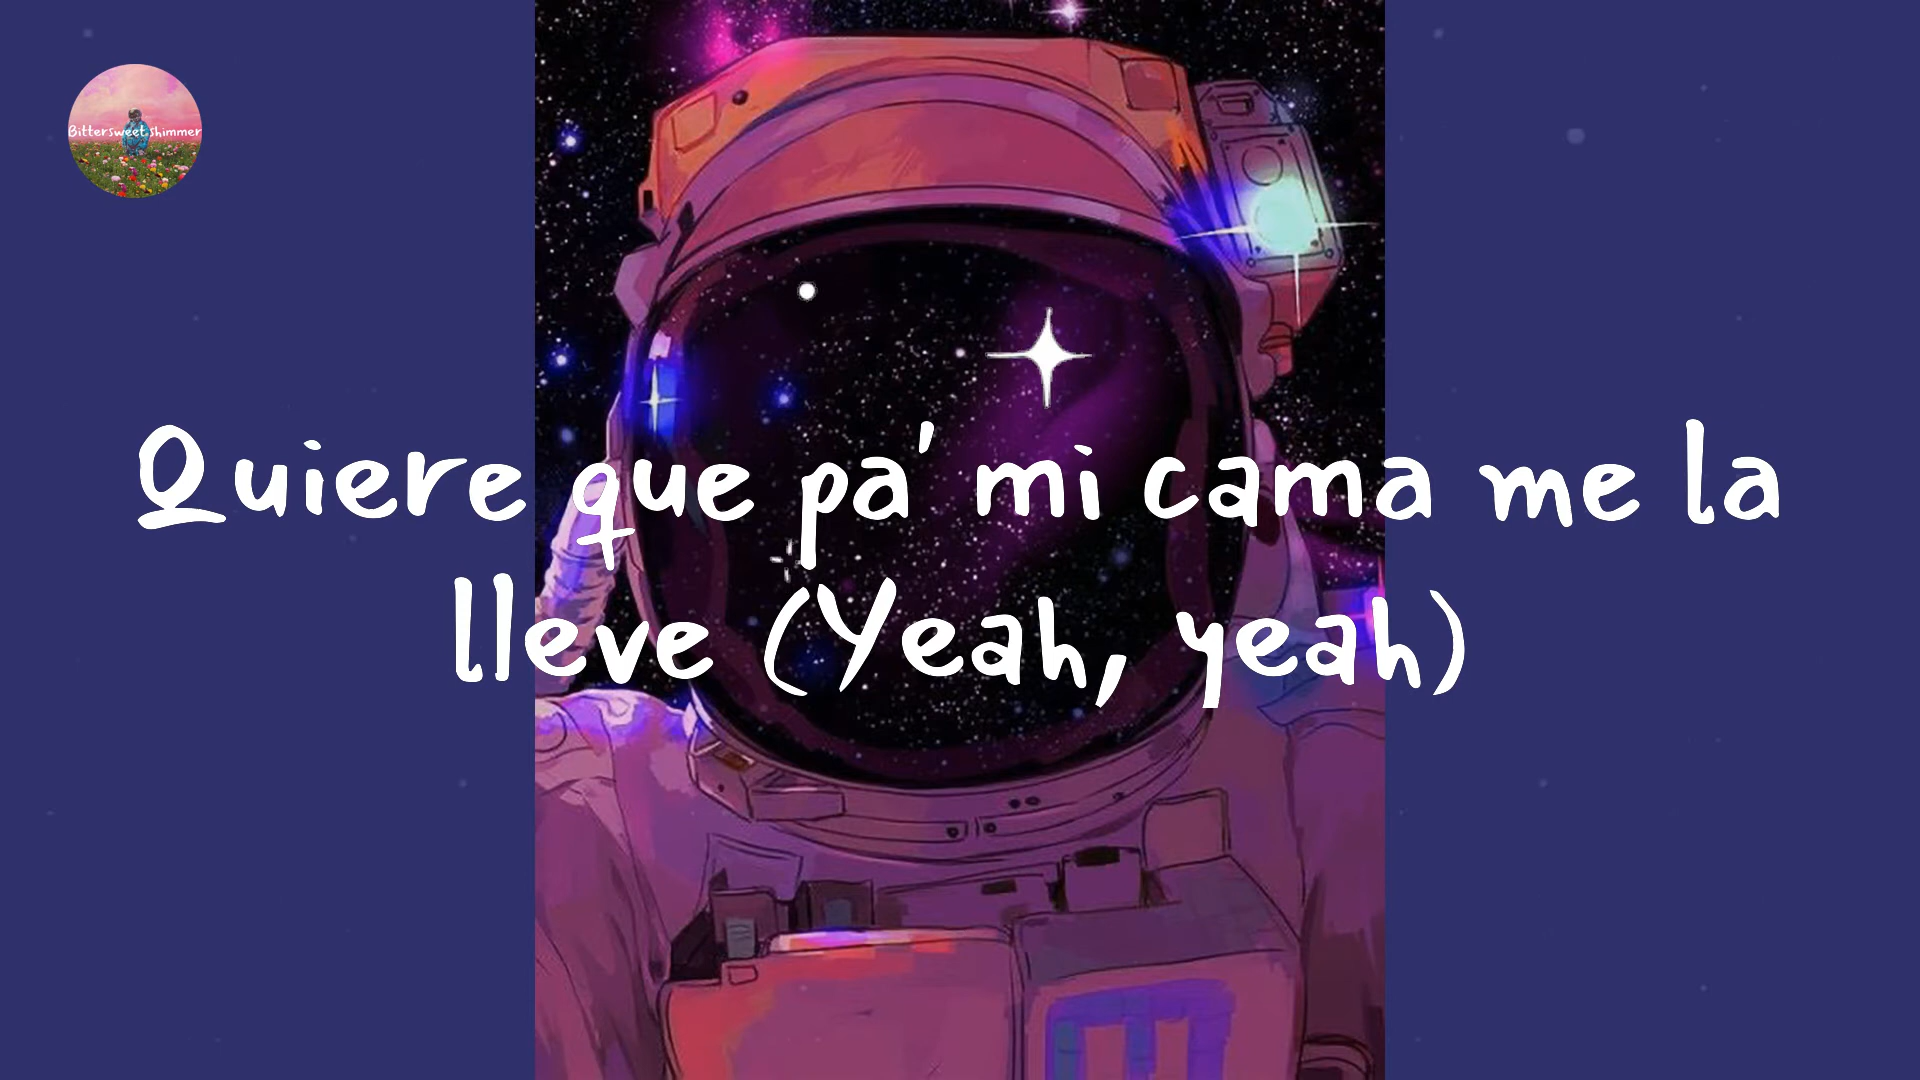 Bittersweet shimmer
Quiere que pa' mi cama me la
lleve (Yeah, yeah)